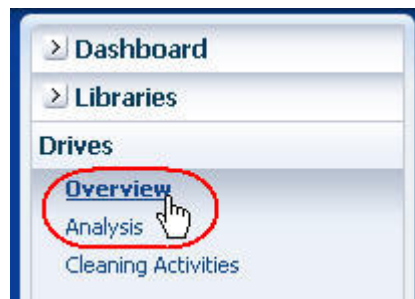 Dashboard
Libraries
Drives
Overview
Analysis
Cleaning Activities